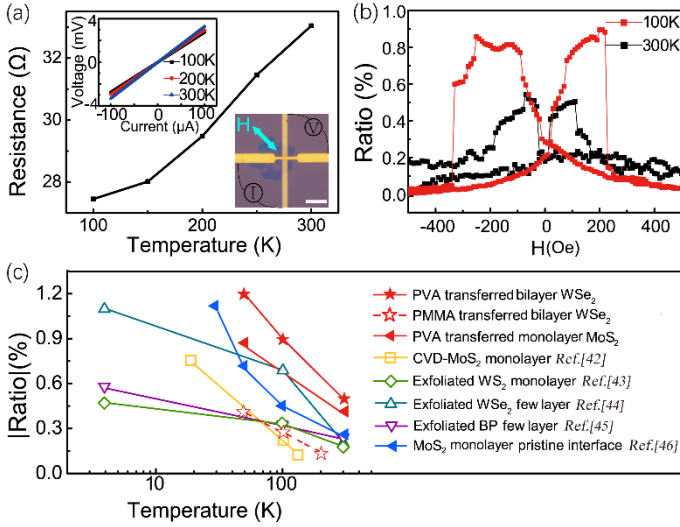 (a)
33
32
30
28
Resistance (Ω)
100
150
200
250
300
Temperature (K)
4
0
-4
Voltage (mV)
-100
0
100
Current (μA)
100K
200K
300K
H
V
I
(b)
1.0
0.8
0.6
0.4
0.2
0.0
Ratio (%)
-400
-200
0
200
400
H(Oe)
100K
300K
(c)
1.2
0.9
0.6
0.3
0.0
|Ratio|(%)
10
100
Temperature (K)
PVA transferred bilayer WSe₂
PMMA transferred bilayer WSe₂
PVA transferred monolayer MoS₂
CVD-MoS₂ monolayer Ref.[42]
Exfoliated WS₂ monolayer Ref.[43]
Exfoliated WSe₂ few layer Ref.[44]
Exfoliated BP few layer Ref.[45]
MoS₂ monolayer pristine interface Ref.[46]